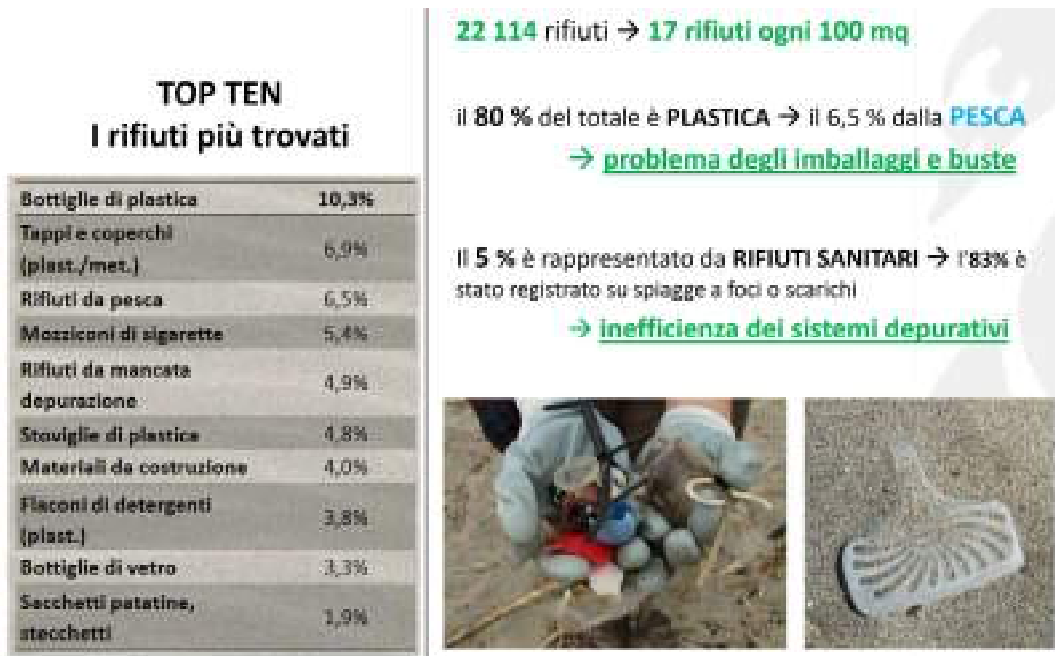 TOP TEN
I rifiuti più trovati
Bottiglie di plastica 10,3%
Tappi e coperchi
(plast./met.) 6,9%
Rifiuti da pesca 6,5%
Mozziconi di sigarette 5,4%
Rifiuti da mancata
depurazione 4,9%
Stoviglie di plastica 4,8%
Materiali da costruzione 4,0%
Flaconi di detergenti
(plast.) 3,8%
Bottiglie di vetro 3,3%
Sacchetti patatine,
stecchetti 1,9%
22 114 rifiuti → 17 rifiuti ogni 100 mq
il 80 % del totale è PLASTICA → il 6,5 % dalla PESCA
→ problema degli imballaggi e buste
Il 5 % è rappresentato da RIFIUTI SANITARI → l'83% è
stato registrato su spiagge a foci o scarichi
→ inefficienza dei sistemi depurativi